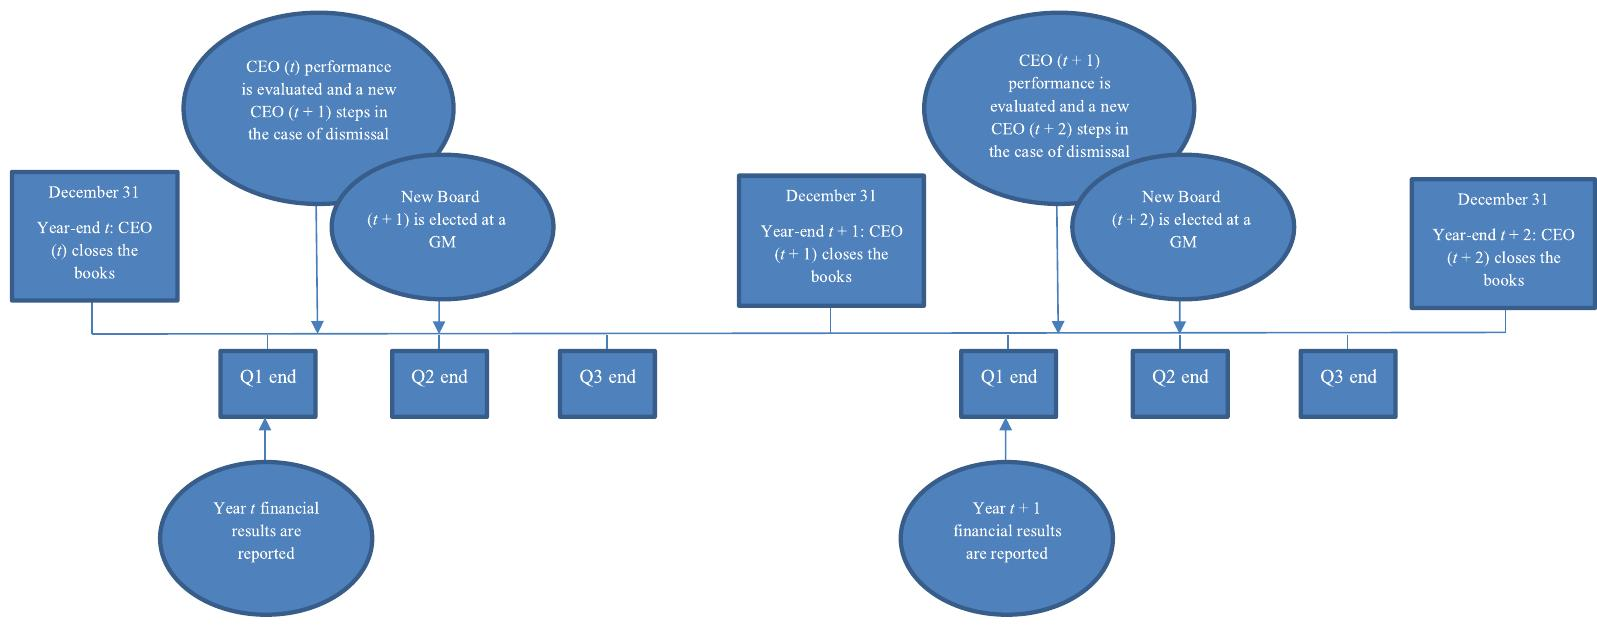 CEO (t) performance
is evaluated and a new
CEO (t + 1) steps in
the case of dismissal
CEO (t + 1)
performance is
evaluated and a new
CEO (t + 2) steps in
the case of dismissal
December 31
Year-end t: CEO
(t) closes the
books
New Board
(t + 1) is elected at a
GM
December 31
Year-end t + 1: CEO
(t + 1) closes the
books
New Board
(t + 2) is elected at a
GM
December 31
Year-end t + 2: CEO
(t + 2) closes the
books
Q1 end
Q2 end
Q3 end
Q1 end
Q2 end
Q3 end
Year t financial
results are
reported
Year t + 1
financial results
are reported